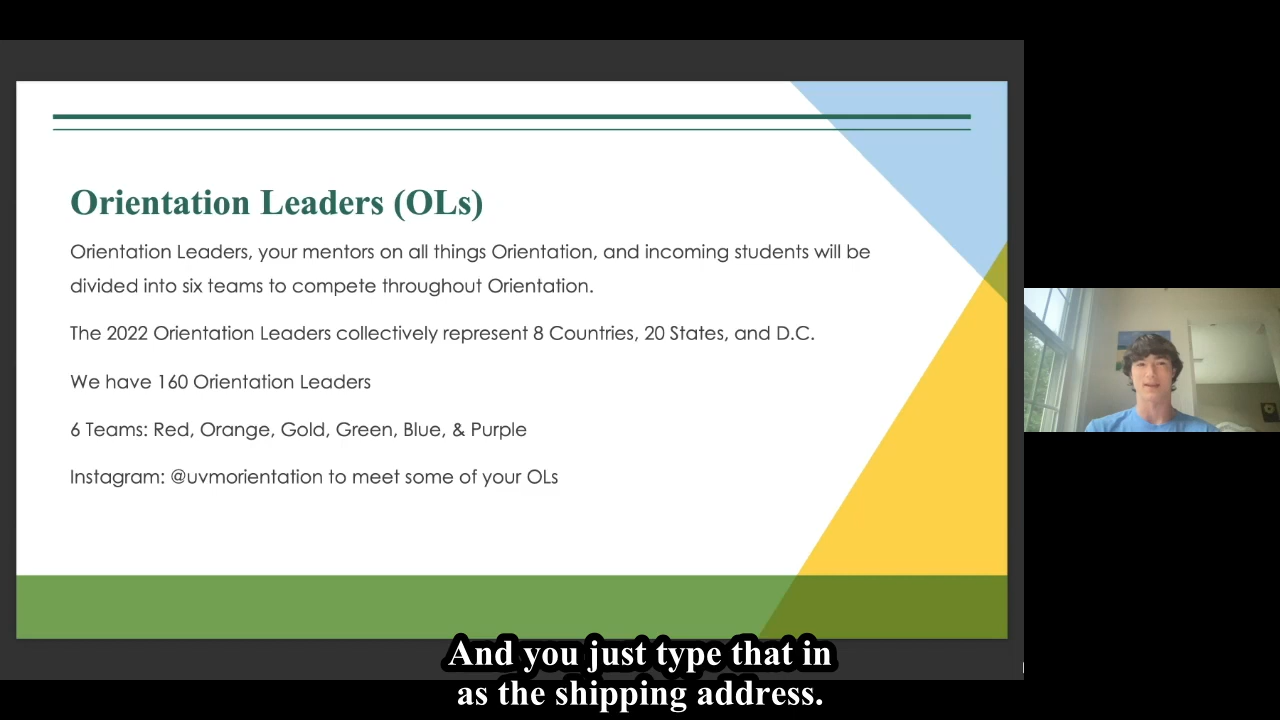 Orientation Leaders (OLs)
Orientation Leaders, your mentors on all things Orientation, and incoming students will be
divided into six teams to compete throughout Orientation.
The 2022 Orientation Leaders collectively represent 8 Countries, 20 States, and D.C.
We have 160 Orientation Leaders
6 Teams: Red, Orange, Gold, Green, Blue, & Purple
Instagram: @uvmorientation to meet some of your OLs
And you just type that in
as the shipping address.